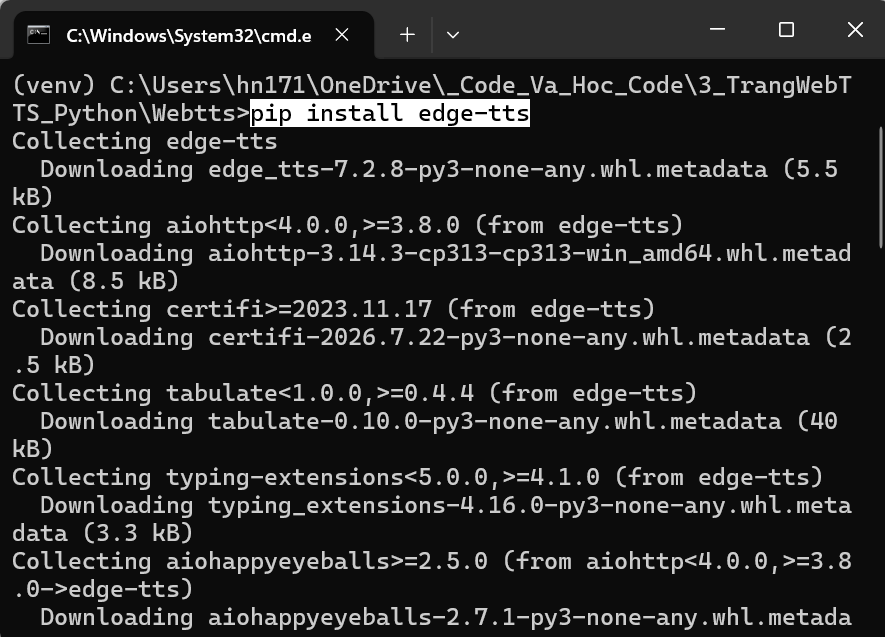 C:\Windows\System32\cmd.e
(venv) C:\Users\hn171\OneDrive\_Code_Va_Hoc_Code\3_TrangWebT
TS_Python\Webtts>pip install edge-tts
Collecting edge-tts
  Downloading edge_tts-7.2.8-py3-none-any.whl.metadata (5.5
kB)
Collecting aiohttp<4.0.0,>=3.8.0 (from edge-tts)
  Downloading aiohttp-3.14.3-cp313-cp313-win_amd64.whl.metad
ata (8.5 kB)
Collecting certifi>=2023.11.17 (from edge-tts)
  Downloading certifi-2026.7.22-py3-none-any.whl.metadata (2
.5 kB)
Collecting tabulate<1.0.0,>=0.4.4 (from edge-tts)
  Downloading tabulate-0.10.0-py3-none-any.whl.metadata (40
kB)
Collecting typing-extensions<5.0.0,>=4.1.0 (from edge-tts)
  Downloading typing_extensions-4.16.0-py3-none-any.whl.meta
data (3.3 kB)
Collecting aiohappyeyeballs>=2.5.0 (from aiohttp<4.0.0,>=3.8
.0->edge-tts)
  Downloading aiohappyeyeballs-2.7.1-py3-none-any.whl.metada